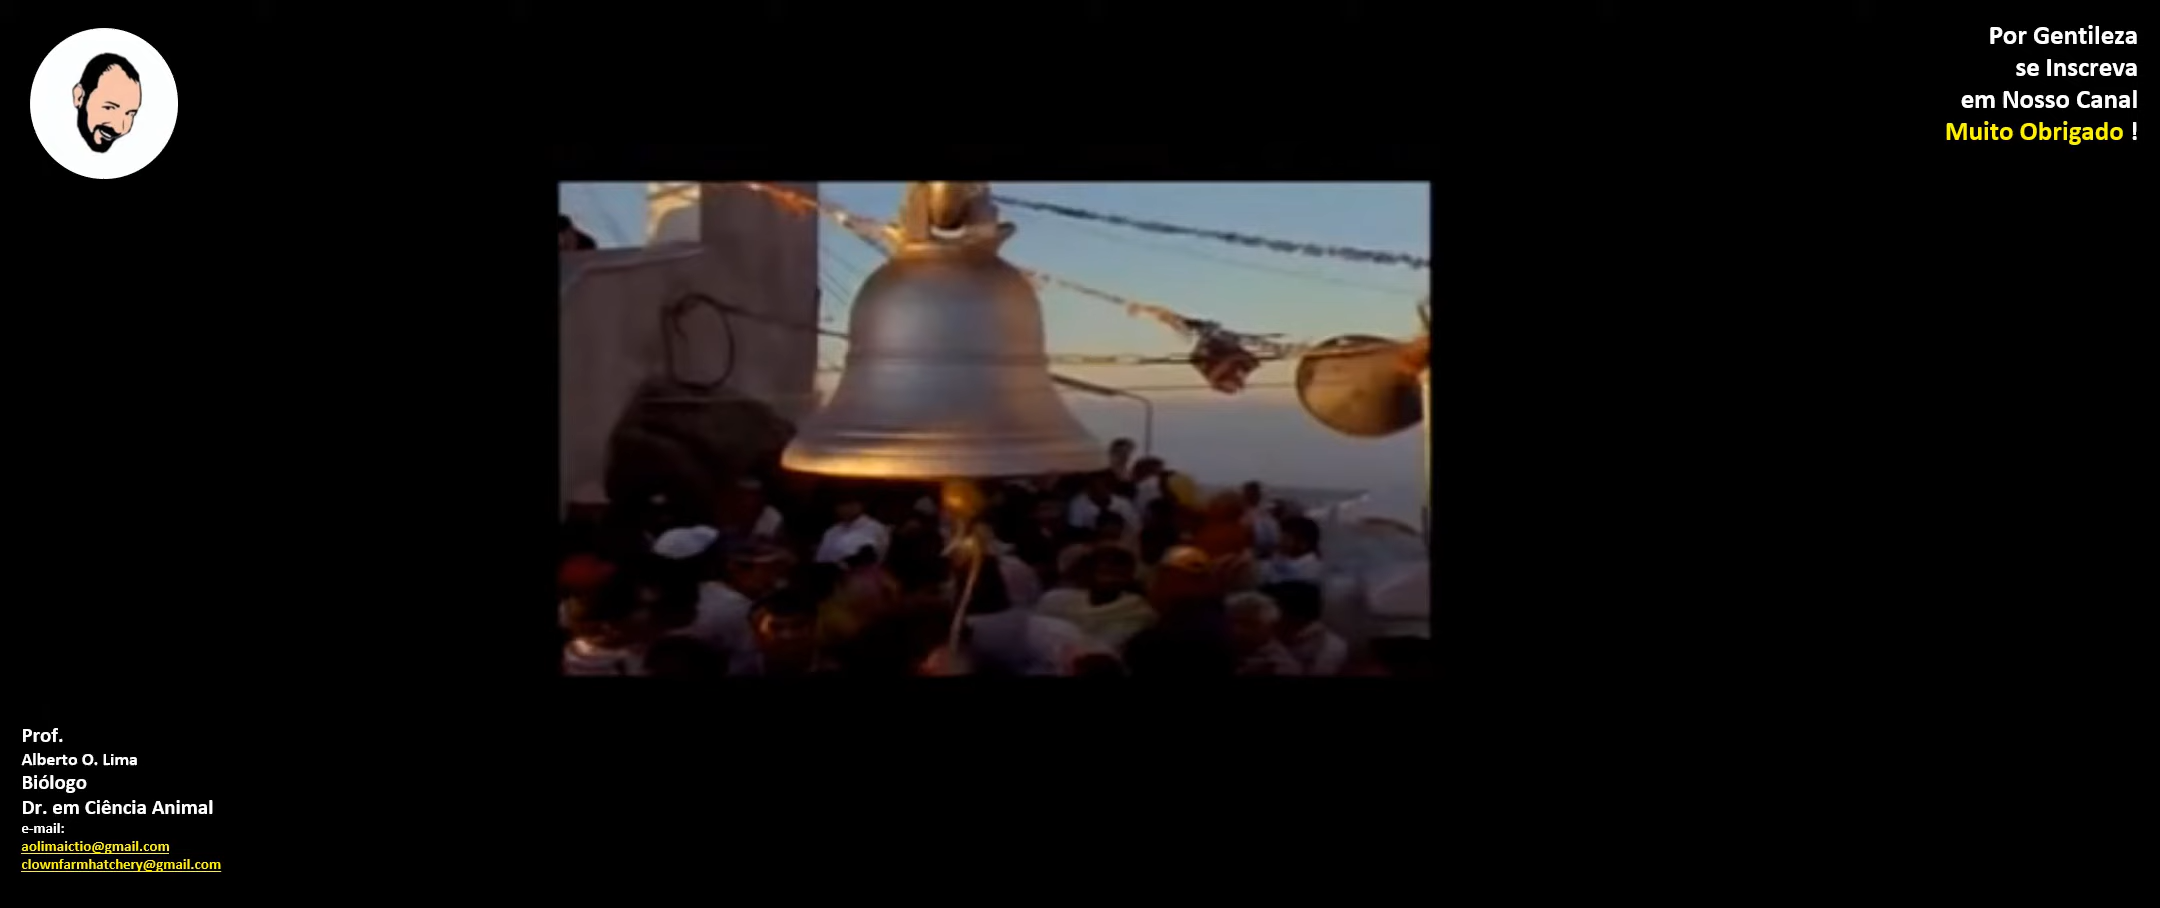 Por Gentileza
se Inscreva
em Nosso Canal
Muito Obrigado !
Prof.
Alberto O. Lima
Biólogo
Dr. em Ciência Animal
e-mail:
aolimaictio@gmail.com
clownfarmhatchery@gmail.com